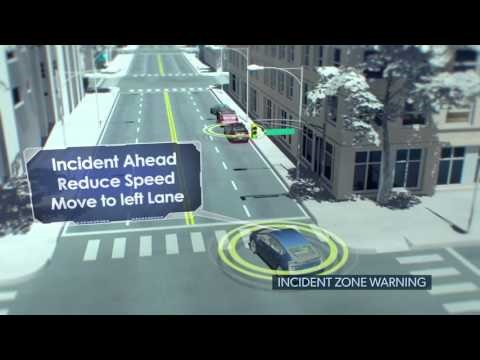 Incident Ahead
Reduce Speed
Move to left Lane
INCIDENT ZONE WARNING